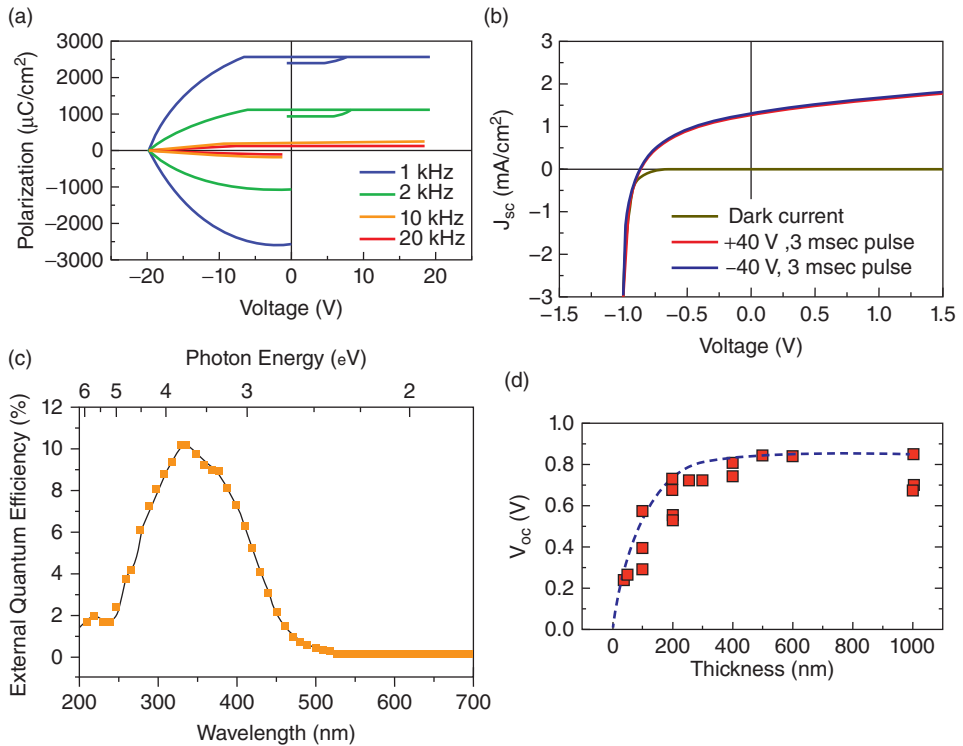 (a)
Polarization (μC/cm²)
3000
2000
1000
0
−1000
−2000
−3000
−20
−10
0
10
20
Voltage (V)
1 kHz
2 kHz
10 kHz
20 kHz
(b)
J_sc (mA/cm²)
3
2
1
0
−1
−2
−3
−1.5
−1.0
−0.5
0.0
0.5
1.0
1.5
Voltage (V)
Dark current
+40 V ,3 msec pulse
−40 V, 3 msec pulse
(c)
Photon Energy (eV)
6 5 4 3 2
External Quantum Efficiency (%)
12
10
8
6
4
2
0
200 300 400 500 600 700
Wavelength (nm)
(d)
V_oc (V)
1.0
0.8
0.6
0.4
0.2
0.0
0 200 400 600 800 1000
Thickness (nm)